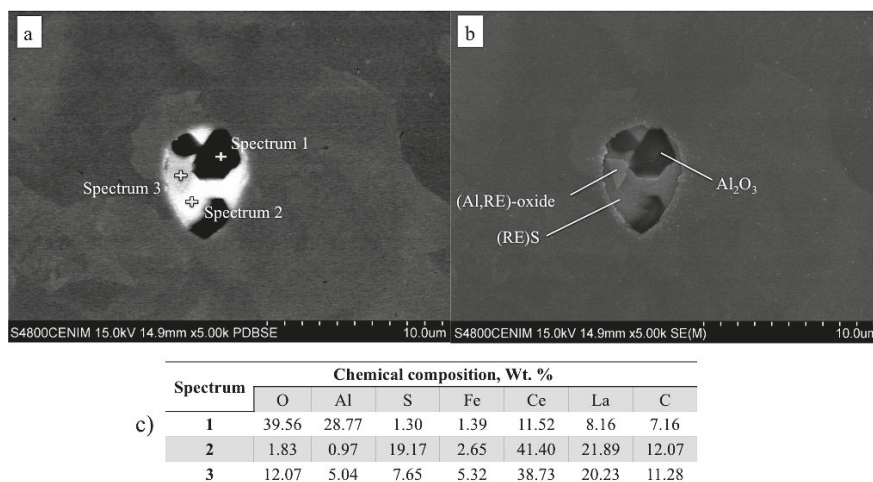 a
Spectrum 1
Spectrum 3
Spectrum 2
S4800CENIM 15.0kV 14.9mm x5.00k PDBSE 10.0um
b
Al₂O₃
(Al,RE)-oxide
(RE)S
S4800CENIM 15.0kV 14.9mm x5.00k SE(M) 10.0um
c)
Spectrum Chemical composition, Wt. %
O Al S Fe Ce La C
1 39.56 28.77 1.30 1.39 11.52 8.16 7.16
2 1.83 0.97 19.17 2.65 41.40 21.89 12.07
3 12.07 5.04 7.65 5.32 38.73 20.23 11.28